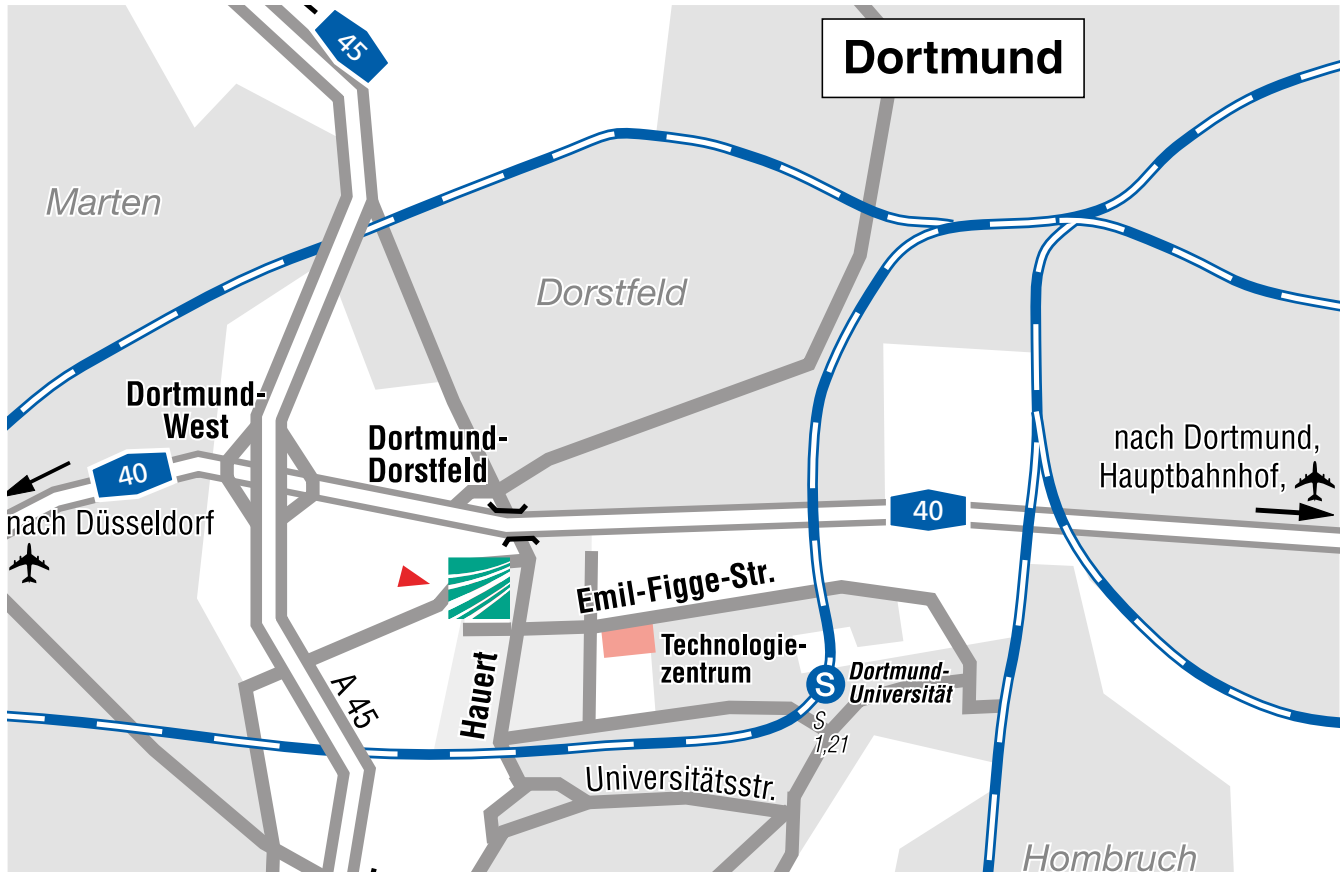 45
Dortmund
Marten
Dorstfeld
Dortmund-
West
Dortmund-
Dorstfeld
40
nach Düsseldorf
40
nach Dortmund,
Hauptbahnhof,
Emil-Figge-Str.
Technologie-
zentrum
Hauert
A 45
S
Dortmund-
Universität
S
1,21
Universitätsstr.
Hombruch